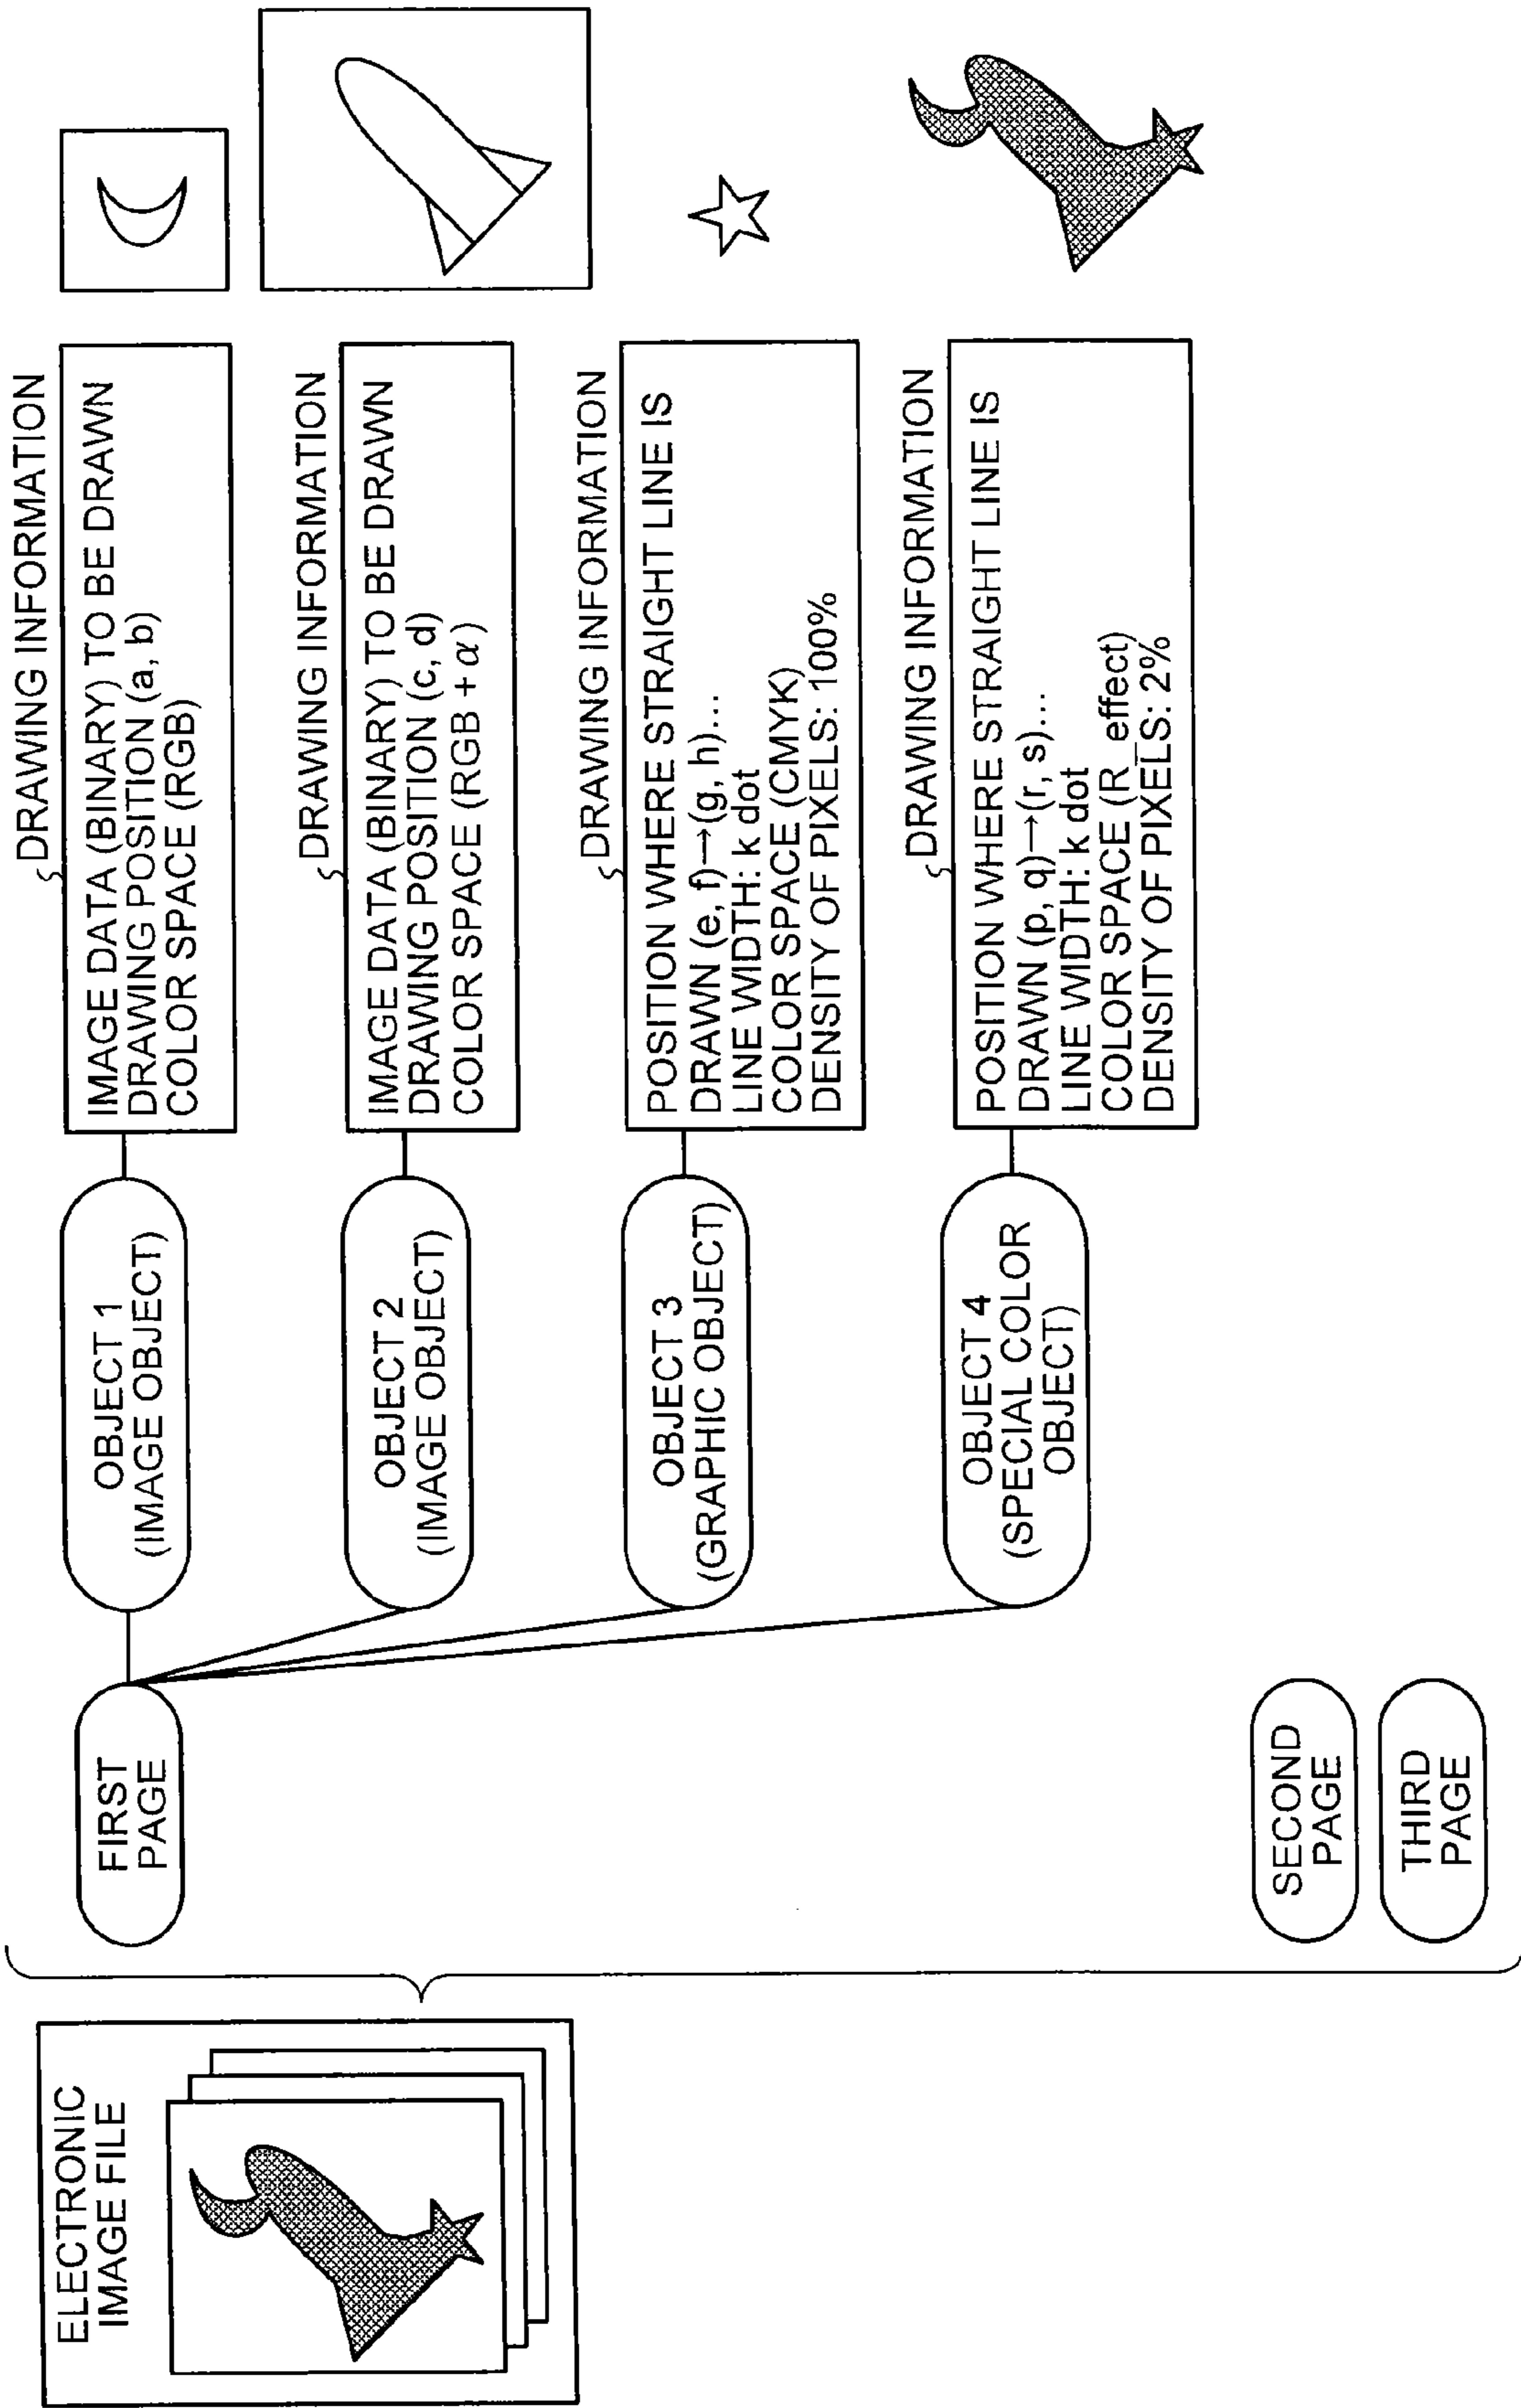 ELECTRONIC
IMAGE FILE
FIRST
PAGE
OBJECT 1
(IMAGE OBJECT)
DRAWING INFORMATION
IMAGE DATA (BINARY) TO BE DRAWN
DRAWING POSITION (a, b)
COLOR SPACE (RGB)
OBJECT 2
(IMAGE OBJECT)
DRAWING INFORMATION
IMAGE DATA (BINARY) TO BE DRAWN
DRAWING POSITION (c, d)
COLOR SPACE (RGB + α)
OBJECT 3
(GRAPHIC OBJECT)
DRAWING INFORMATION
POSITION WHERE STRAIGHT LINE IS
DRAWN (e, f)→(g, h)...
LINE WIDTH: k dot
COLOR SPACE (CMYK)
DENSITY OF PIXELS: 100%
OBJECT 4
(SPECIAL COLOR
OBJECT)
DRAWING INFORMATION
POSITION WHERE STRAIGHT LINE IS
DRAWN (p, q)→(r, s)...
LINE WIDTH: k dot
COLOR SPACE (R_effect)
DENSITY OF PIXELS: 2%
SECOND
PAGE
THIRD
PAGE